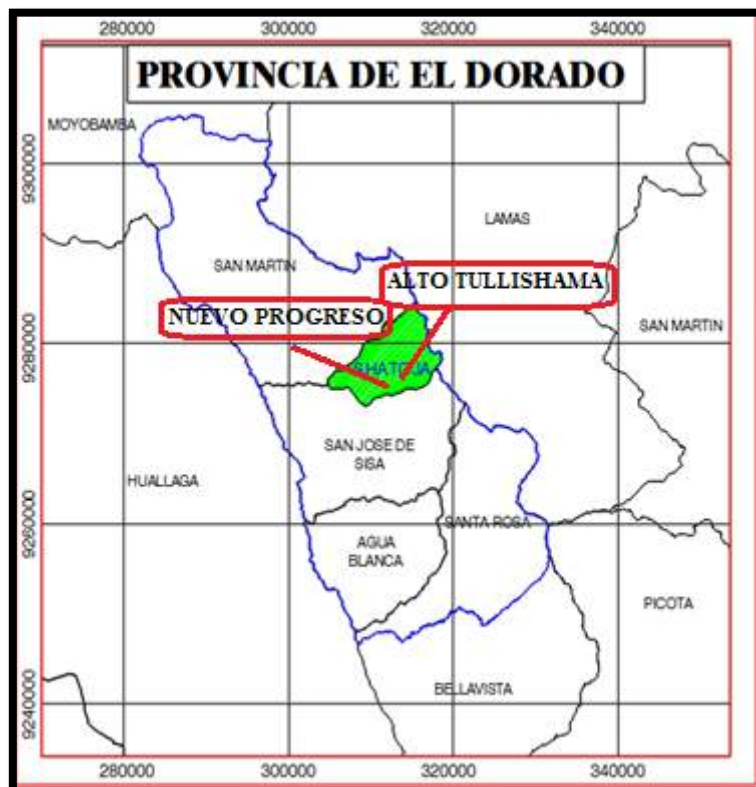 280000 300000 320000 340000
PROVINCIA DE EL DORADO
MOYOBAMBA
9300000
LAMAS
SAN MARTIN
ALTO TULLISHAMA
NUEVO PROGRESO
SAN MARTIN
9280000
SHATOJA
SAN JOSE DE
SISA
HUALLAGA
9260000
SANTA ROSA
AGUA
BLANCA
PICOTA
BELLAVISTA
9240000
280000 300000 320000 340000